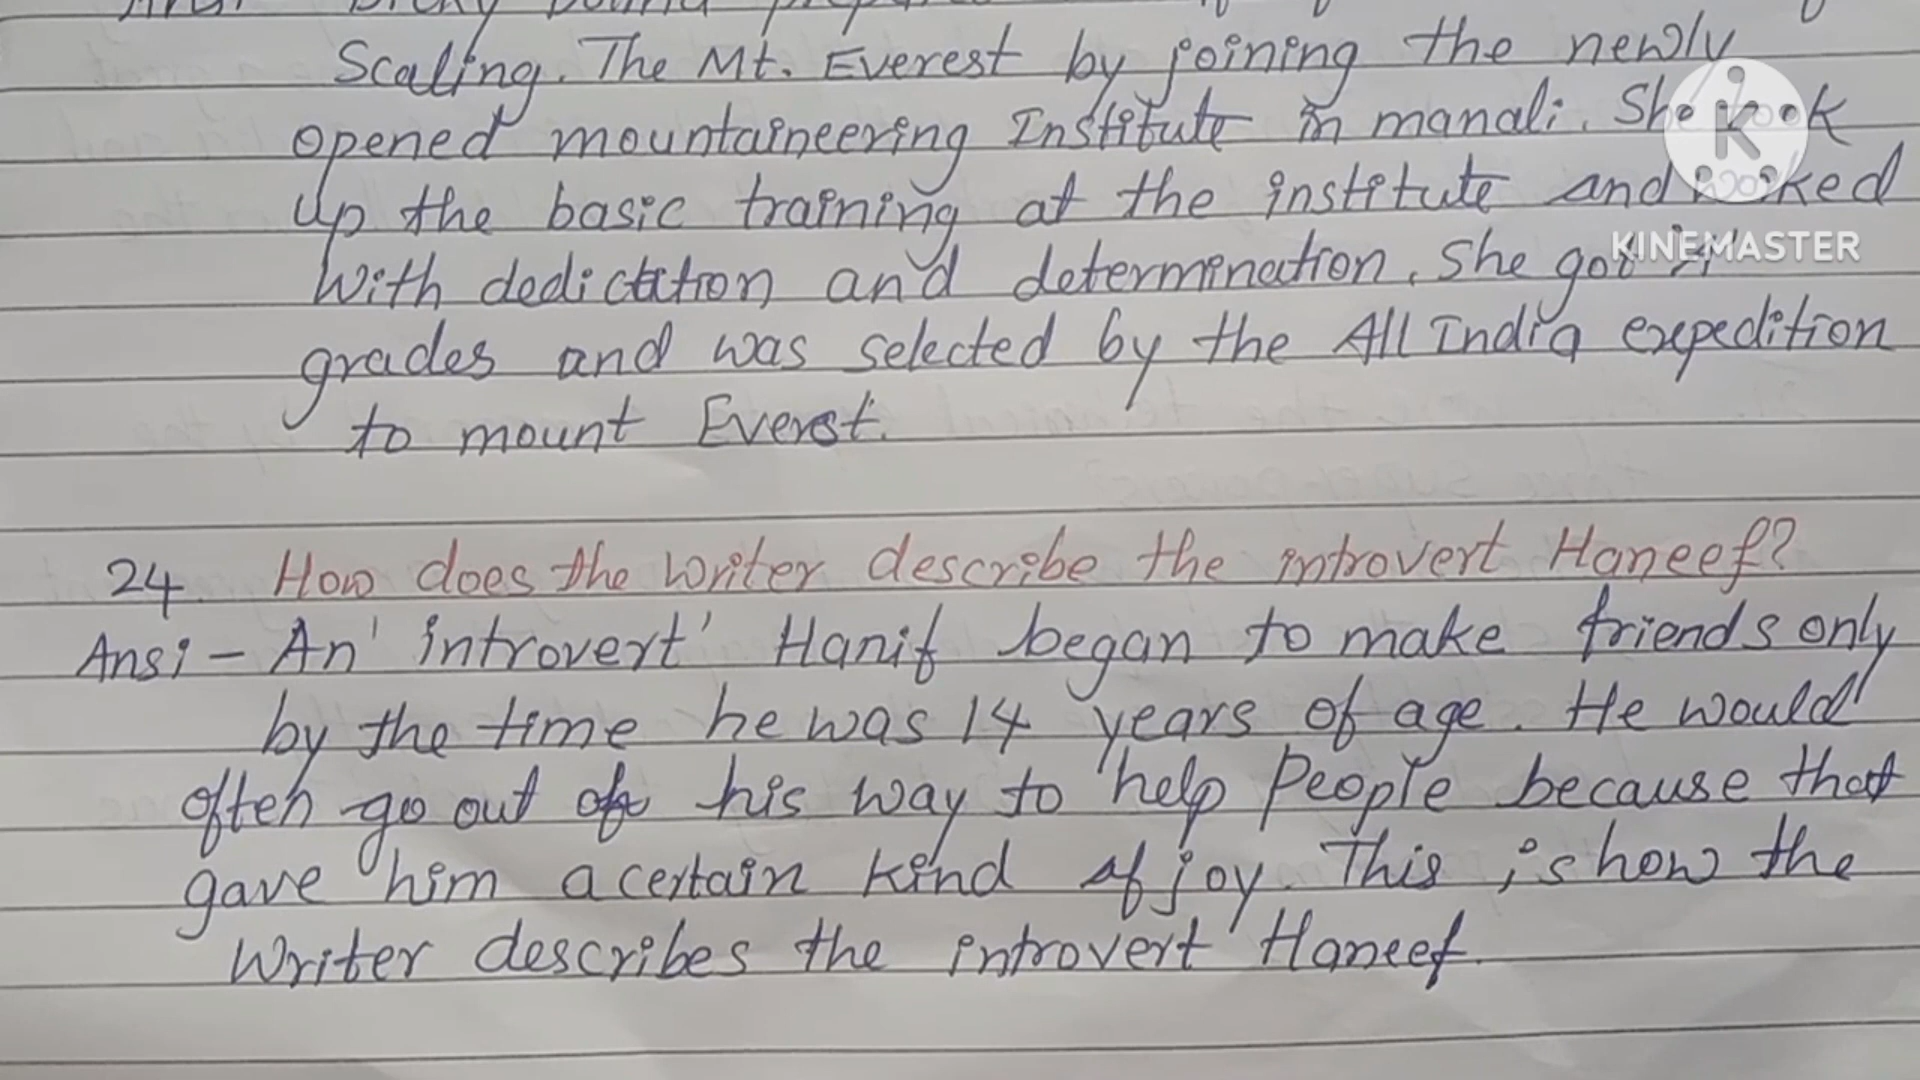 Scaling. The Mt. Everest by joining the newly
opened mountaineering Institute in manali. She took
up the basic training at the institute and worked
with dedication and determination. She got 'A'
grades and was selected by the All India expedition
to mount Everest.
24. How does the writer describe the introvert Haneef?
Ans:- An 'introvert' Hanif began to make friends only
by the time he was 14 years of age. He would
often go out of his way to help People because that
gave him a certain kind of joy. This is how the
Writer describes the introvert Haneef.
K
KINEMASTER